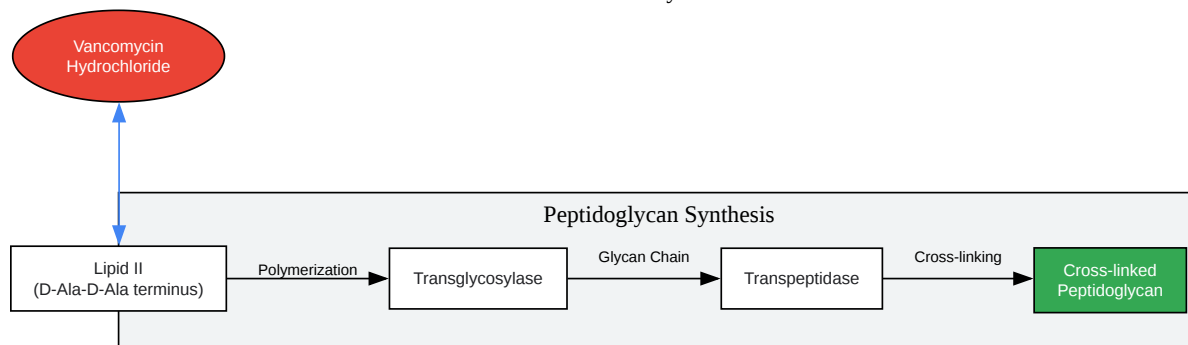 Vancomycin
Hydrochloride
Peptidoglycan Synthesis
Lipid II
(D-Ala-D-Ala terminus)
Polymerization
Transglycosylase
Glycan Chain
Transpeptidase
Cross-linking
Cross-linked
Peptidoglycan